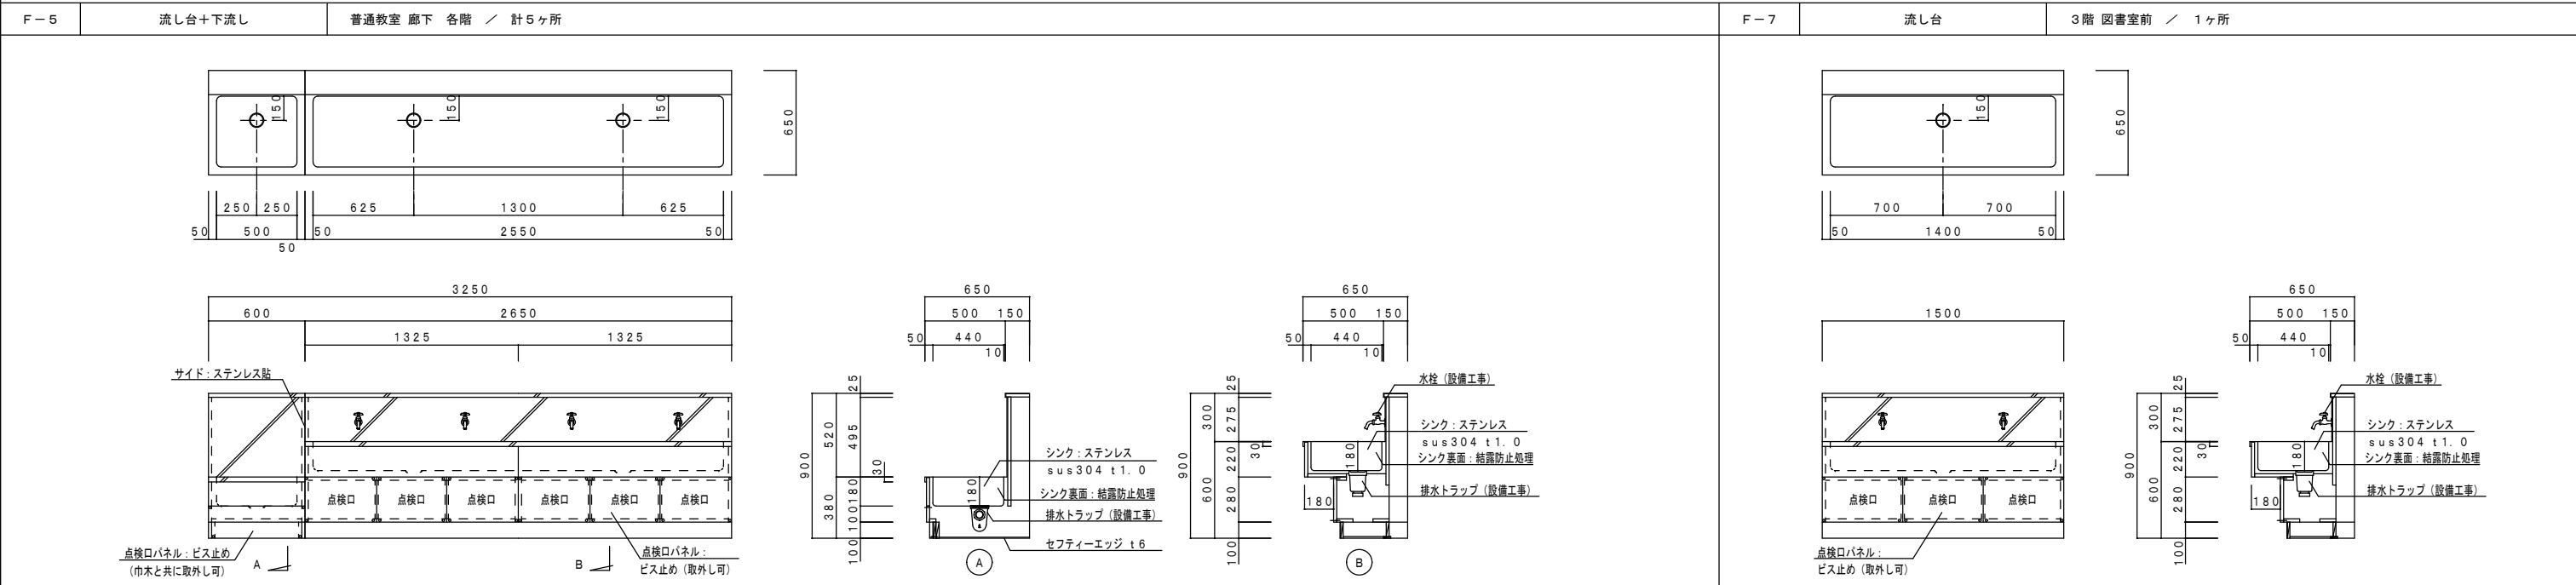 F－5 流し台＋下流し 普通教室 廊下 各階 ／ 計5ヶ所
150 150 150
650
250 250 625 1300 625
50 500 50 2550 50
50
3250
600 2650
1325 1325
サイド：ステンレス貼
点検口 点検口 点検口 点検口 点検口 点検口
点検口パネル：ビス止め
（巾木と共に取外し可）
A
B
点検口パネル：
ビス止め（取外し可）
650
500 150
50 440
10
25
520 495
900
30
380 180
100
100
180
シンク：ステンレス
sus304 t1.0
シンク裏面：結露防止処理
排水トラップ（設備工事）
セフティーエッジ t6
A
650
500 150
50 440
10
25
300 275
900
220 30
600
280
100
180
180
水栓（設備工事）
シンク：ステンレス
sus304 t1.0
シンク裏面：結露防止処理
排水トラップ（設備工事）
B
F－7 流し台 3階 図書室前 ／ 1ヶ所
150
650
700 700
50 1400 50
1500
点検口 点検口 点検口
点検口パネル：
ビス止め（取外し可）
650
500 150
50 440
10
25
300 275
900
220 30
600
280
100
180
180
水栓（設備工事）
シンク：ステンレス
sus304 t1.0
シンク裏面：結露防止処理
排水トラップ（設備工事）